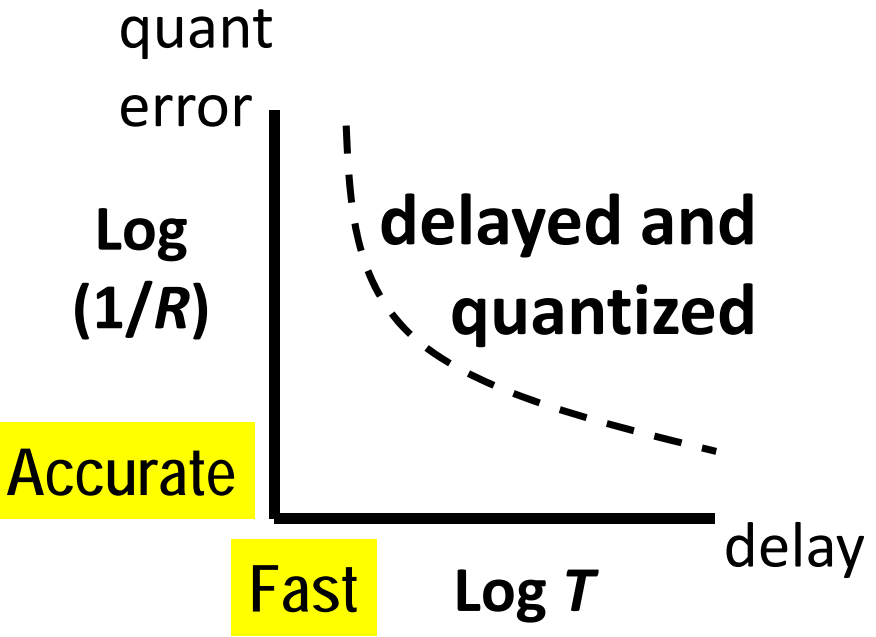 quant
error
Log
(1/R)
delayed and
quantized
Accurate
delay
Fast
Log T